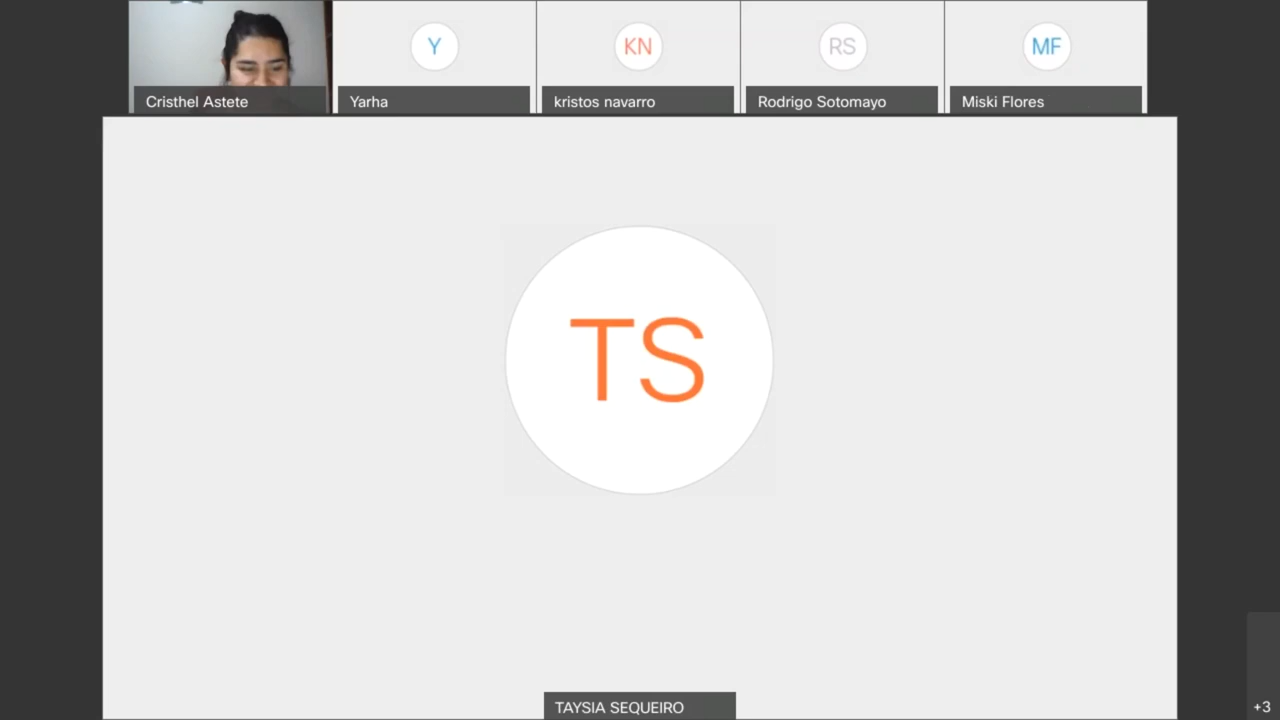 Y
KN
RS
MF
Cristhel Astete
Yarha
kristos navarro
Rodrigo Sotomayo
Miski Flores
TS
TAYSIA SEQUEIRO
+3